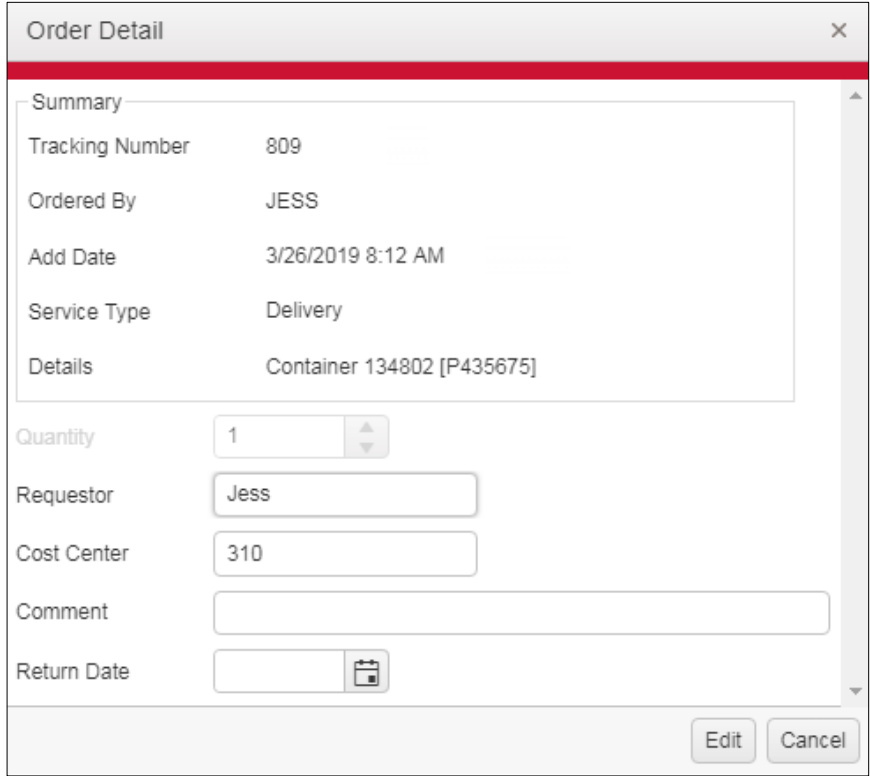 Order Detail
Summary
Tracking Number 809
Ordered By JESS
Add Date 3/26/2019 8:12 AM
Service Type Delivery
Details Container 134802 [P435675]
Quantity 1
Requestor Jess
Cost Center 310
Comment
Return Date
Edit Cancel